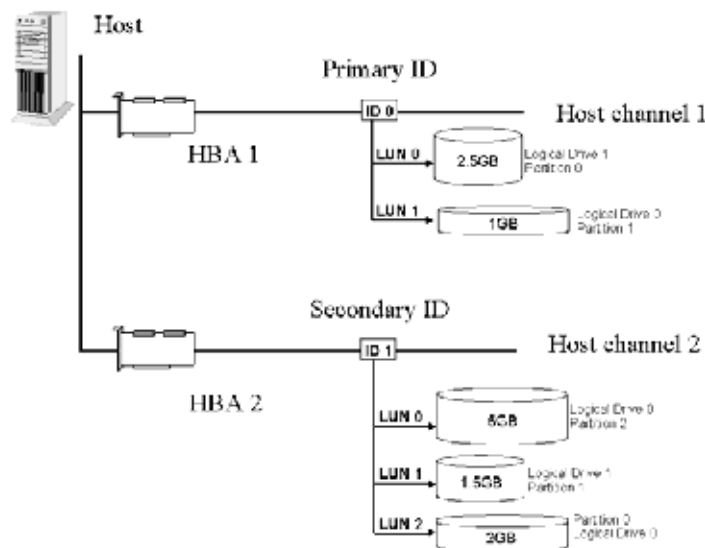 Host
Primary ID
ID 0
Host channel 1
HBA 1
LUN 0
2.5GB
Logical Drive 1
Partition 0
LUN 1
1GB
Logical Drive 0
Partition 1
Secondary ID
ID 1
Host channel 2
HBA 2
LUN 0
Logical Drive 0
Partition 2
LUN 1
1.5GB
Logical Drive 1
Partition 1
LUN 2
2GB
Partition 0
Logical Drive 0